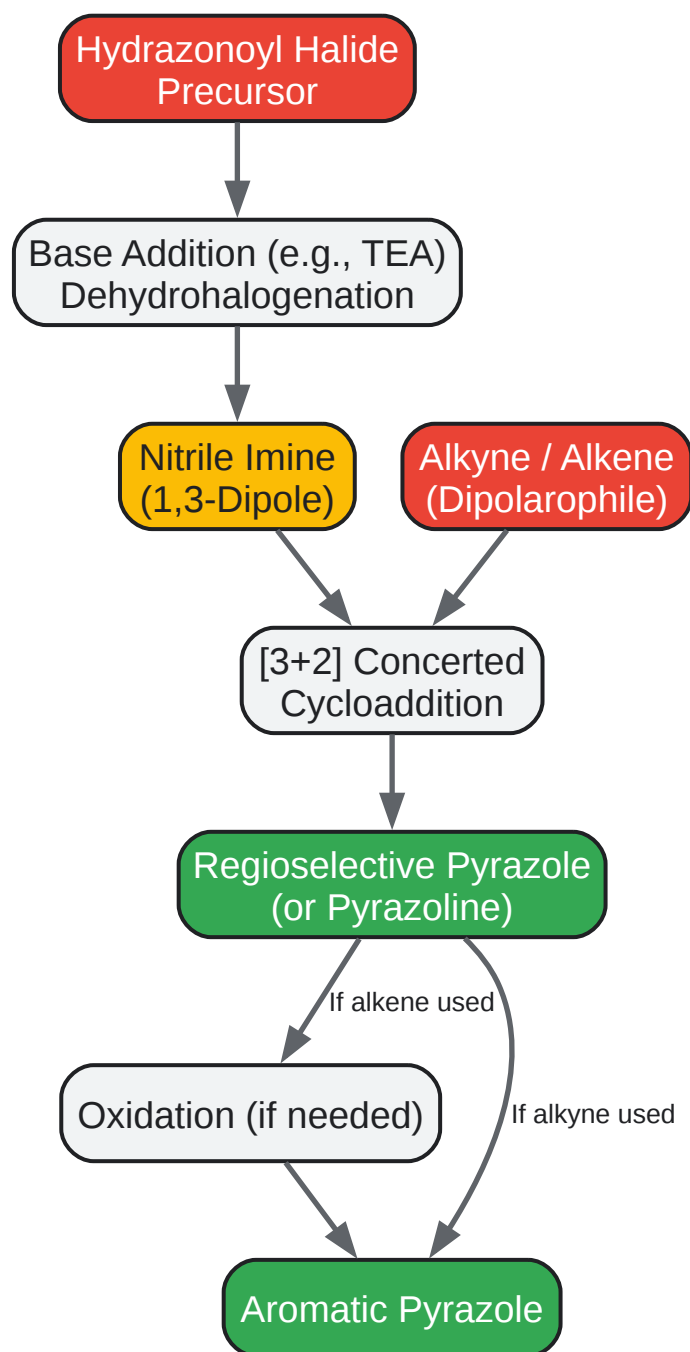 Hydrazonoyl Halide
Precursor
Base Addition (e.g., TEA)
Dehydrohalogenation
Nitrile Imine
(1,3-Dipole)
Alkyne / Alkene
(Dipolarophile)
[3+2] Concerted
Cycloaddition
Regioselective Pyrazole
(or Pyrazoline)
If alkene used
Oxidation (if needed)
If alkyne used
Aromatic Pyrazole